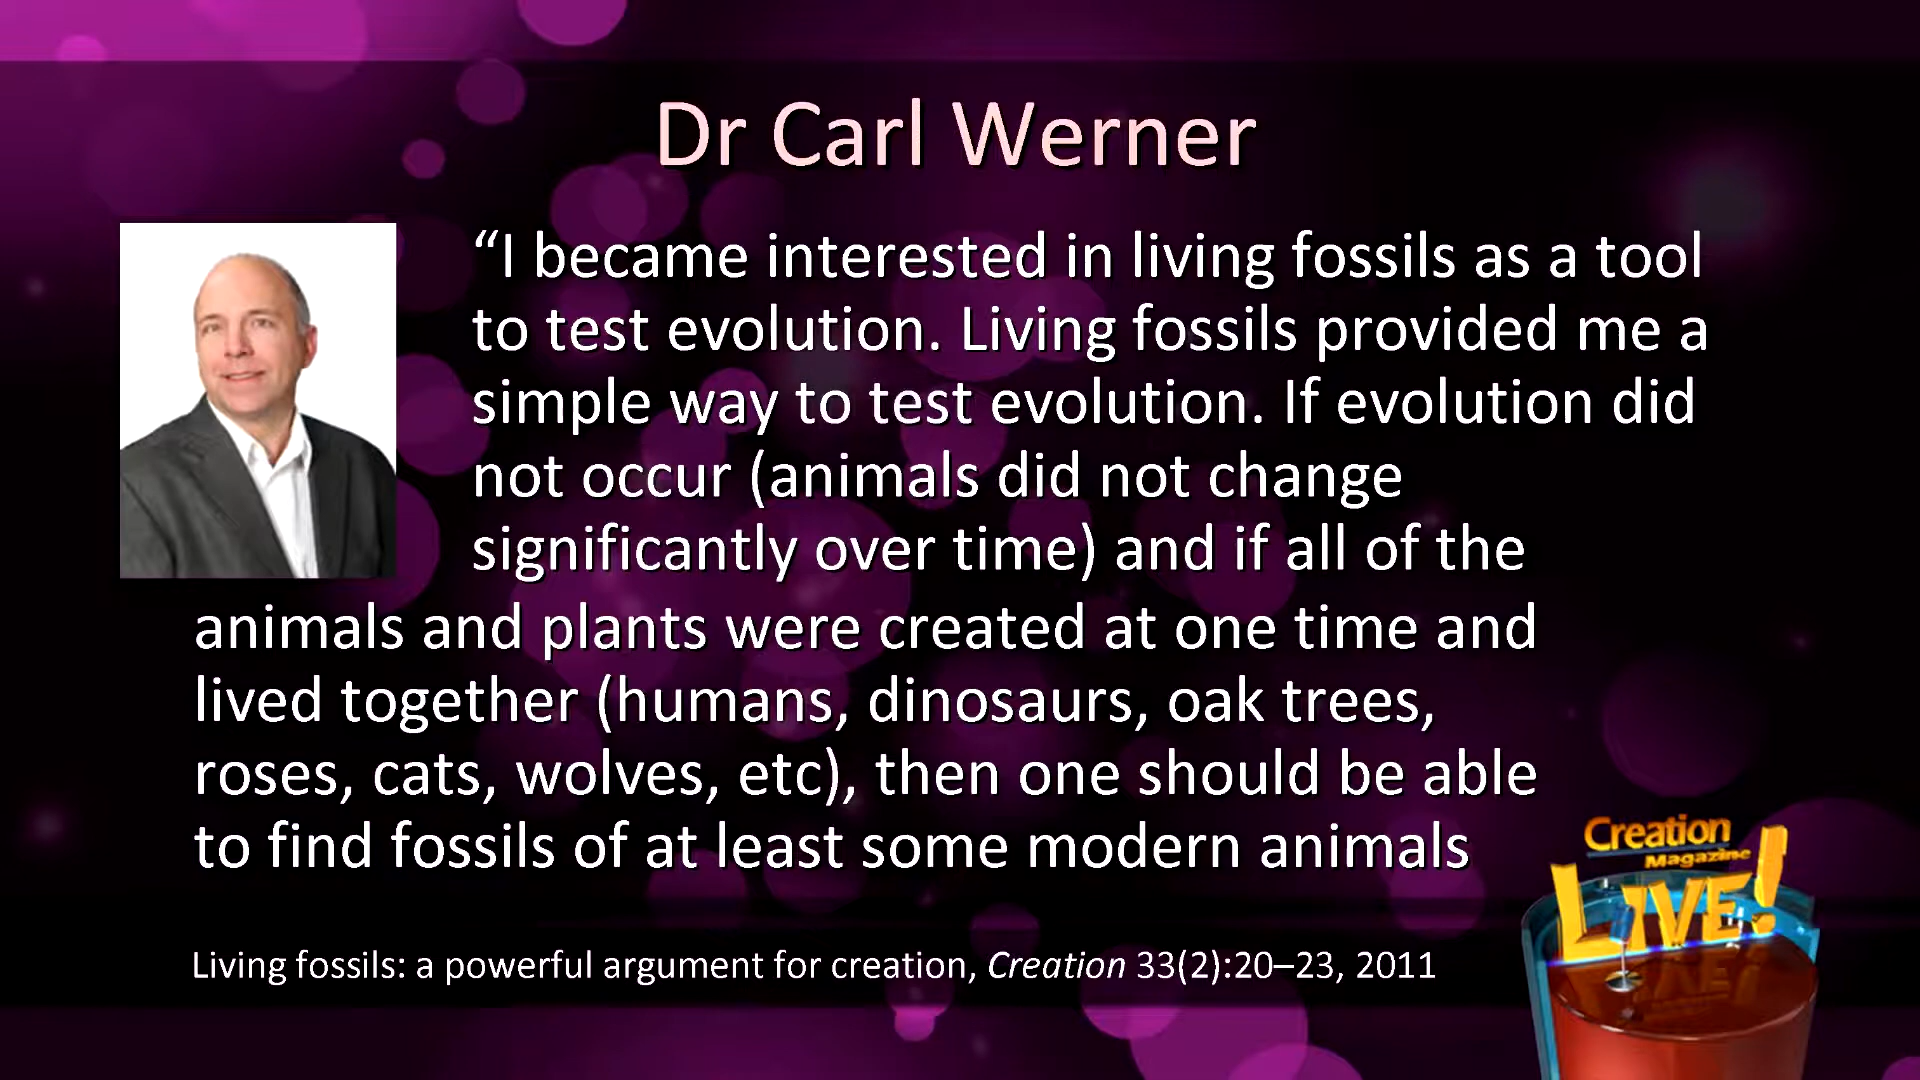 Dr Carl Werner
“I became interested in living fossils as a tool
to test evolution. Living fossils provided me a
simple way to test evolution. If evolution did
not occur (animals did not change
significantly over time) and if all of the
animals and plants were created at one time and
lived together (humans, dinosaurs, oak trees,
roses, cats, wolves, etc), then one should be able
to find fossils of at least some modern animals
Living fossils: a powerful argument for creation, Creation 33(2):20–23, 2011
Creation
Magazine
LIVE!